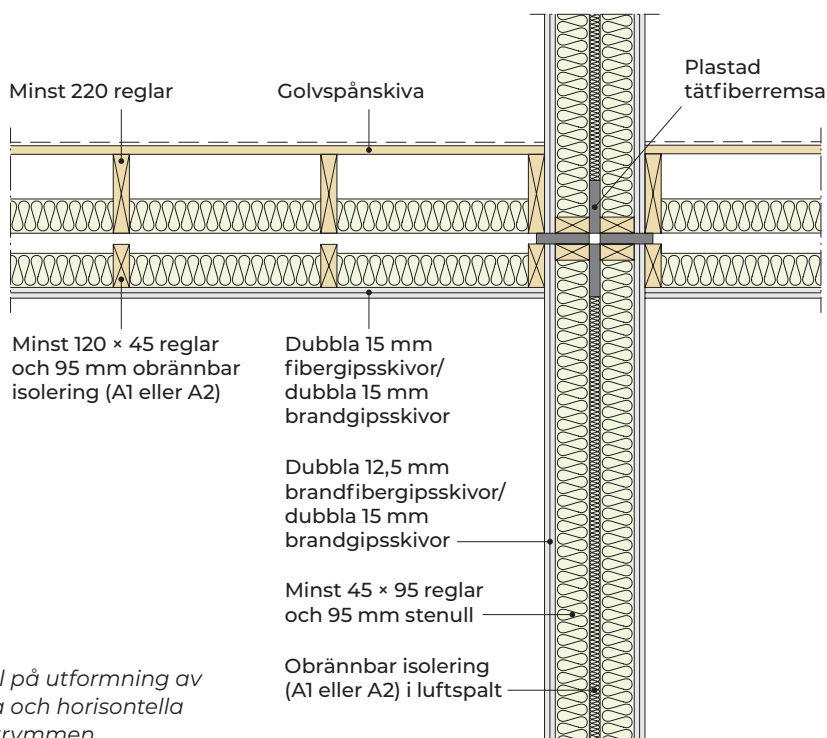 Minst 220 reglar
Golvspånskiva
Plastad
tätfiberremsa
Minst 120 × 45 reglar
och 95 mm obrännbar
isolering (A1 eller A2)
Dubbla 15 mm
fibergipsskivor/
dubbla 15 mm
brandgipsskivor
Dubbla 12,5 mm
brandfibergipsskivor/
dubbla 15 mm
brandgipsskivor
Minst 45 × 95 reglar
och 95 mm stenull
Obrännbar isolering
(A1 eller A2) i luftspalt
på utformning av
och horisontella